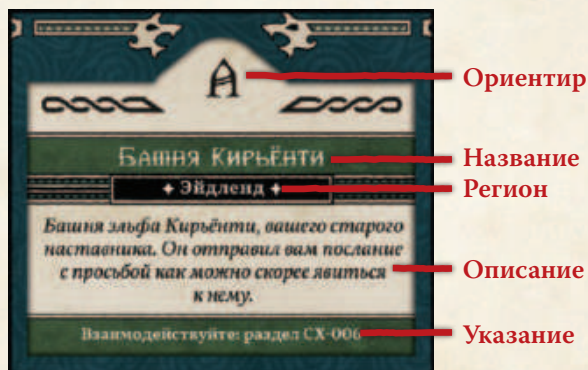 А
Ориентир
Башня Кирьёнти
Название
Эйдленд
Регион
Башня эльфа Кирьёнти, вашего старого
наставника. Он отправил вам послание
с просьбой как можно скорее явиться
к нему.
Описание
Взаимодействуйте: раздел СХ-006
Указание